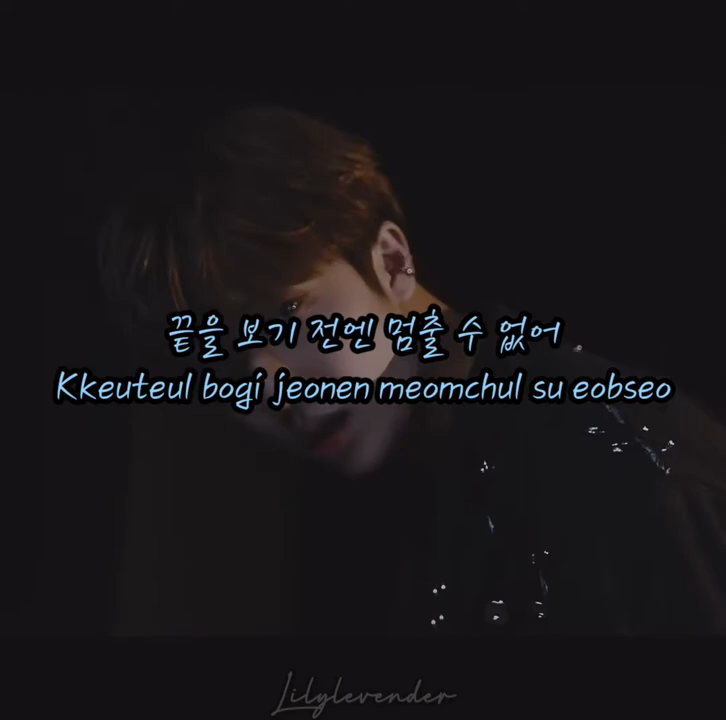 끝을 보기 전엔 멈출 수 없어
Kkeuteul bogi jeonen meomchul su eobseo
Lilylevender